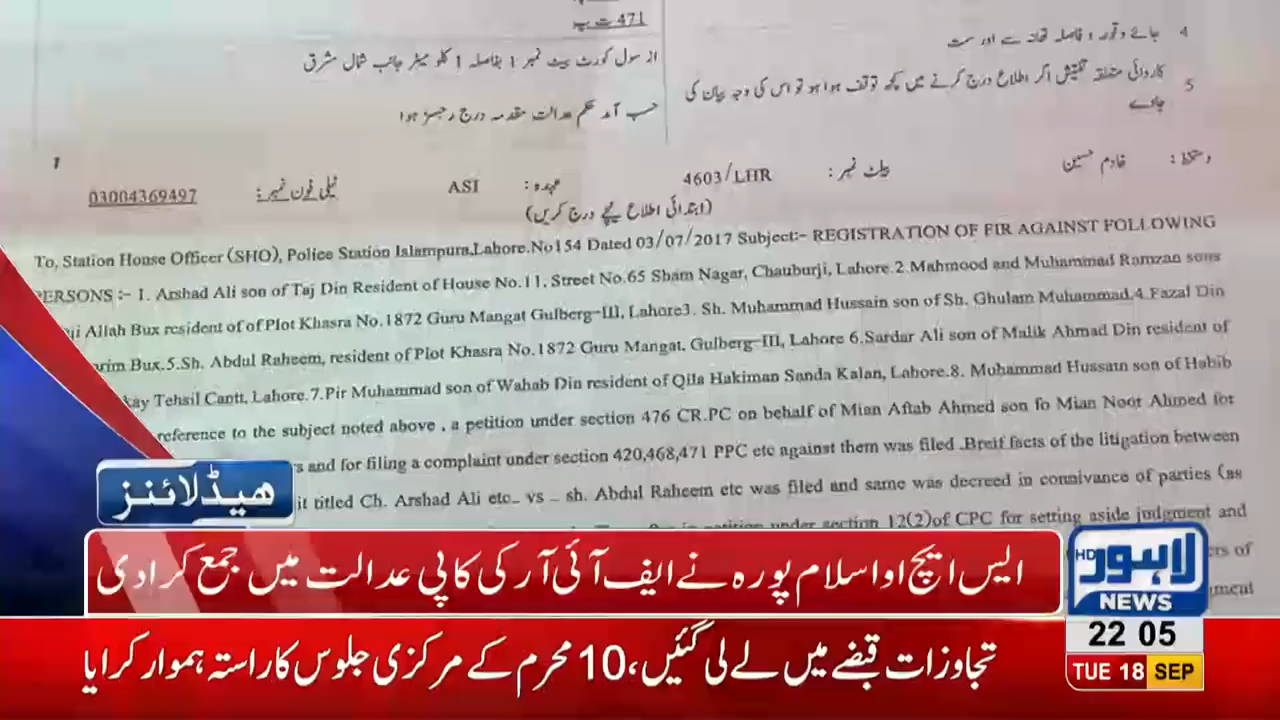 471 ت پ
4 جائے وقوعہ و فاصلہ تھانہ سے اور سمت
از سول کورٹ بیٹ نمبر 1 بفاصلہ 1 کلو میٹر جانب شمال مشرق
5 کاروائی متعلقہ تفتیش اگر اطلاع درج کرنے میں کچھ توقف ہوا ہو تو اس کی وجہ بیان کی
جاوے
حسب آمد حکم عدالت مقدمہ درج رجسٹر ہوا
1
دستخط: خادم حسین بیلٹ نمبر: 4603/LHR عہدہ: ASI ٹیلی فون نمبر: 03004369497
(ابتدائی اطلاع نیچے درج کریں)
To, Station House Officer (SHO), Police Station Islampura,Lahore.No154 Dated 03/07/2017 Subject:- REGISTRATION OF FIR AGAINST FOLLOWING
PERSONS :- 1. Arshad Ali son of Taj Din Resident of House No.11, Street No.65 Sham Nagar, Chauburji, Lahore.2.Mahmood and Muhammad Ramzan sons
ji Allah Bux resident of of Plot Khasra No.1872 Guru Mangat Gulberg-III, Lahore3. Sh. Muhammad Hussain son of Sh. Ghulam Muhammad.4.Fazal Din
arim Bux.5.Sh. Abdul Raheem, resident of Plot Khasra No.1872 Guru Mangat, Gulberg-III, Lahore 6.Sardar Ali son of Malik Ahmad Din resident of
kay Tehsil Cantt, Lahore.7.Pir Muhammad son of Wahab Din resident of Qila Hakiman Sanda Kalan, Lahore.8. Muhammad Hussain son of Habib
reference to the subject noted above , a petition under section 476 CR.PC on behalf of Mian Aftab Ahmed son fo Mian Noor Ahmed for
s and for filing a complaint under section 420,468,471 PPC etc against them was filed .Breif facts of the litigation between
it titled Ch. Arshad Ali etc.. vs .. sh. Abdul Raheem etc was filed and same was decreed in connivance of parties (as
petition under section 12(2)of CPC for setting aside judgment and
ہیڈلائنز
ایس ایچ او اسلام پورہ نے ایف آئی آر کی کاپی عدالت میں جمع کرا دی
تجاوزات قبضے میں لے لی گئیں، 10 محرم کے مرکزی جلوس کا راستہ ہموار کرایا
لاہور HD
NEWS
22 05
TUE 18 SEP